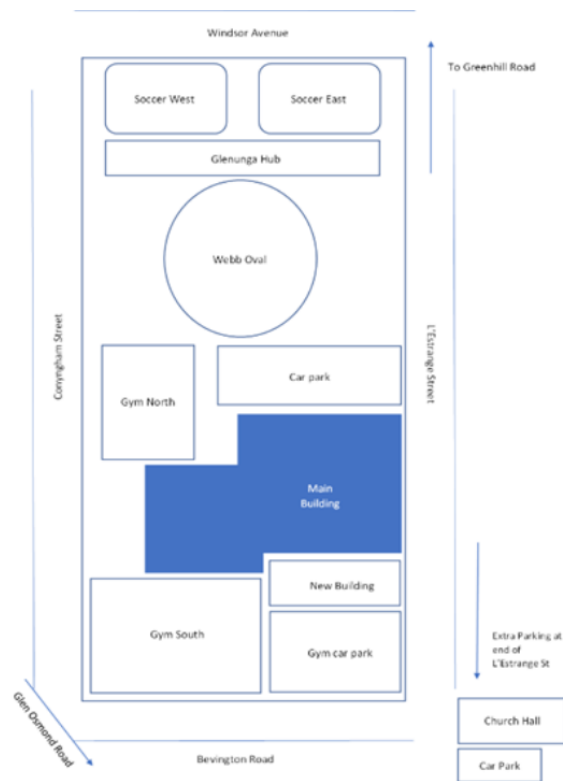 Windsor Avenue
To Greenhill Road
Soccer West
Soccer East
Glenunga Hub
Webb Oval
Conyngham Street
L'Estrange Street
Car park
Gym North
Main
Building
New Building
Gym South
Gym car park
Extra Parking at
end of
L'Estrange St
Glen Osmond Road
Church Hall
Bevington Road
Car Park